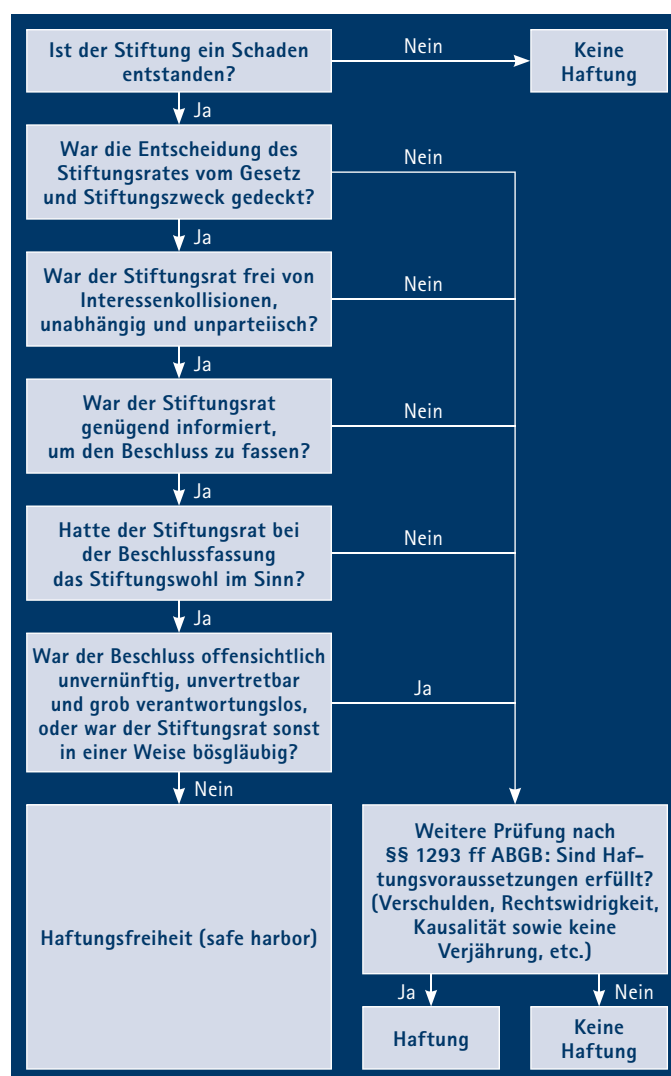 Ist der Stiftung ein Schaden
entstanden?
Nein
Keine
Haftung
Ja
War die Entscheidung des
Stiftungsrates vom Gesetz
und Stiftungszweck gedeckt?
Nein
Ja
War der Stiftungsrat frei von
Interessenkollisionen,
unabhängig und unparteiisch?
Nein
Ja
War der Stiftungsrat
genügend informiert,
um den Beschluss zu fassen?
Nein
Ja
Hatte der Stiftungsrat bei
der Beschlussfassung
das Stiftungswohl im Sinn?
Nein
Ja
War der Beschluss offensichtlich
unvernünftig, unvertretbar
und grob verantwortungslos,
oder war der Stiftungsrat sonst
in einer Weise bösgläubig?
Ja
Nein
Haftungsfreiheit (safe harbor)
Weitere Prüfung nach
§§ 1293 ff ABGB: Sind Haf-
tungsvoraussetzungen erfüllt?
(Verschulden, Rechtswidrigkeit,
Kausalität sowie keine
Verjährung, etc.)
Ja
Nein
Haftung
Keine
Haftung